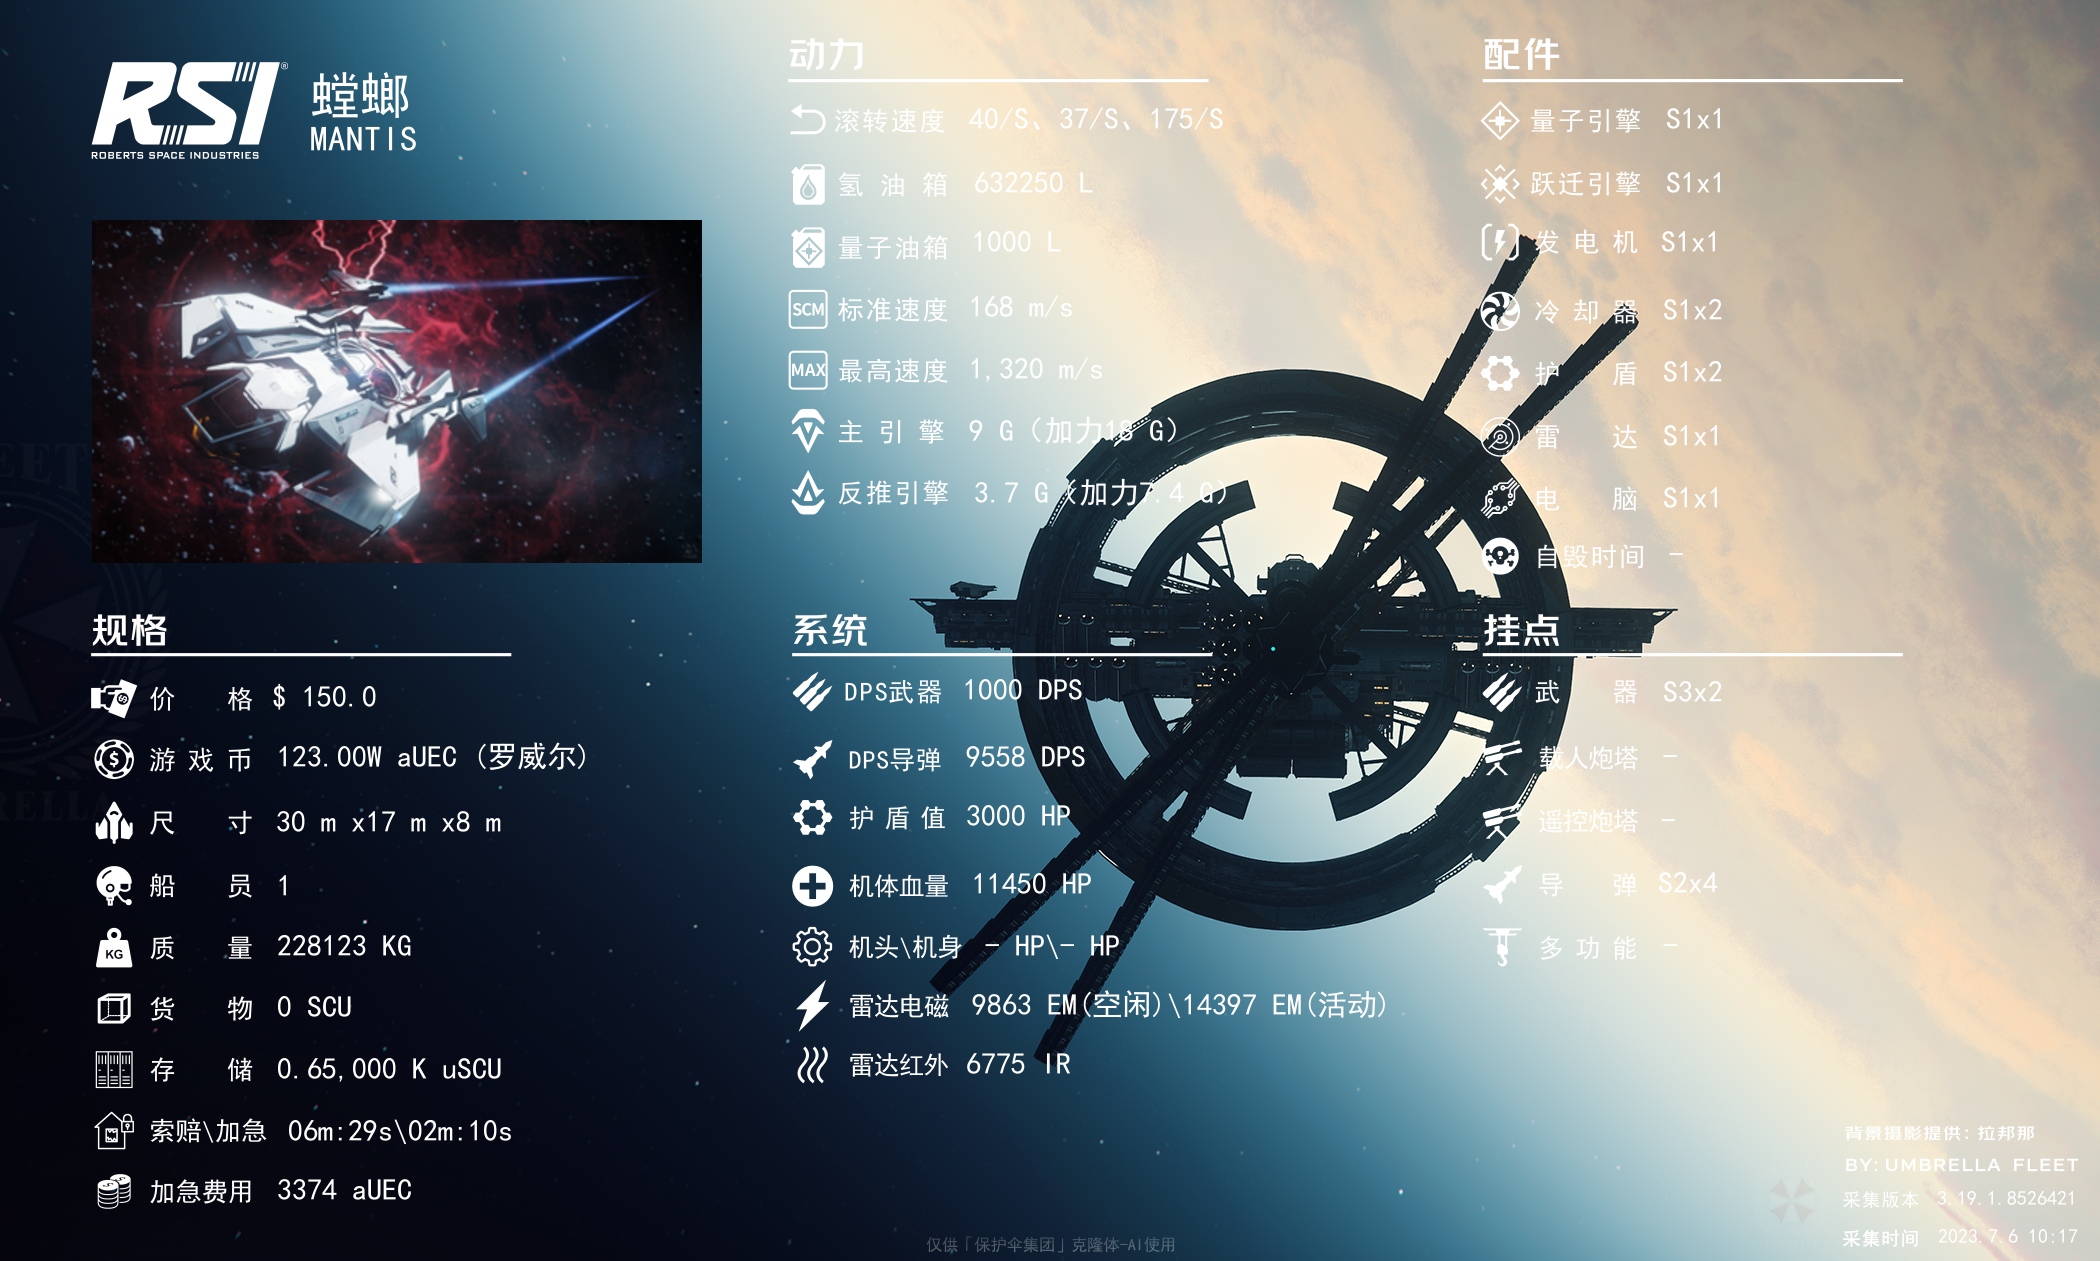 RSI®
ROBERTS SPACE INDUSTRIES
螳螂
MANTIS
动力
滚转速度 40/S、37/S、175/S
氢油箱 632250 L
量子油箱 1000 L
SCM 标准速度 168 m/s
MAX 最高速度 1,320 m/s
主引擎 9 G（加力18 G）
反推引擎 3.7 G（加力7.4 G）
配件
量子引擎 S1x1
跃迁引擎 S1x1
发电机 S1x1
冷却器 S1x2
护盾 S1x2
雷达 S1x1
电脑 S1x1
自毁时间 -
规格
价格 $ 150.0
游戏币 123.00W aUEC (罗威尔)
尺寸 30 m x17 m x8 m
船员 1
KG 质量 228123 KG
货物 0 SCU
存储 0.65,000 K uSCU
索赔\加急 06m:29s\02m:10s
加急费用 3374 aUEC
系统
DPS武器 1000 DPS
DPS导弹 9558 DPS
护盾值 3000 HP
机体血量 11450 HP
机头\机身 - HP\- HP
雷达电磁 9863 EM(空闲)\14397 EM(活动)
雷达红外 6775 IR
挂点
武器 S3x2
载人炮塔 -
遥控炮塔 -
导弹 S2x4
多功能 -
背景摄影提供：拉邦那
BY: UMBRELLA FLEET
采集版本 3.19.1.8526421
采集时间 2023.7.6 10:17
仅供「保护伞集团」克隆体-AI使用